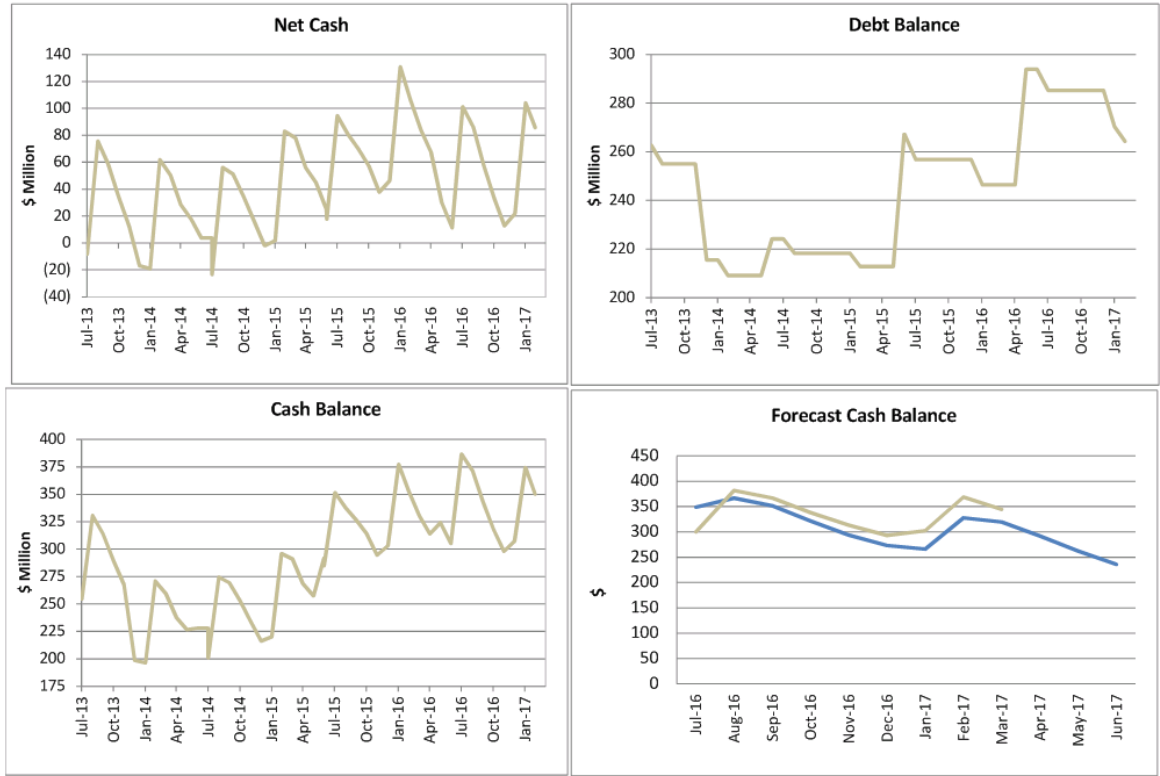 Net Cash
$ Million
140
120
100
80
60
40
20
0
(20)
(40)
Jul-13
Oct-13
Jan-14
Apr-14
Jul-14
Oct-14
Jan-15
Apr-15
Jul-15
Oct-15
Jan-16
Apr-16
Jul-16
Oct-16
Jan-17
Debt Balance
$ Million
300
280
260
240
220
200
Jul-13
Oct-13
Jan-14
Apr-14
Jul-14
Oct-14
Jan-15
Apr-15
Jul-15
Oct-15
Jan-16
Apr-16
Jul-16
Oct-16
Jan-17
Cash Balance
$ Million
400
375
350
325
300
275
250
225
200
175
Jul-13
Oct-13
Jan-14
Apr-14
Jul-14
Oct-14
Jan-15
Apr-15
Jul-15
Oct-15
Jan-16
Apr-16
Jul-16
Oct-16
Jan-17
Forecast Cash Balance
$
450
400
350
300
250
200
150
100
50
0
Jul-16
Aug-16
Sep-16
Oct-16
Nov-16
Dec-16
Jan-17
Feb-17
Mar-17
Apr-17
May-17
Jun-17